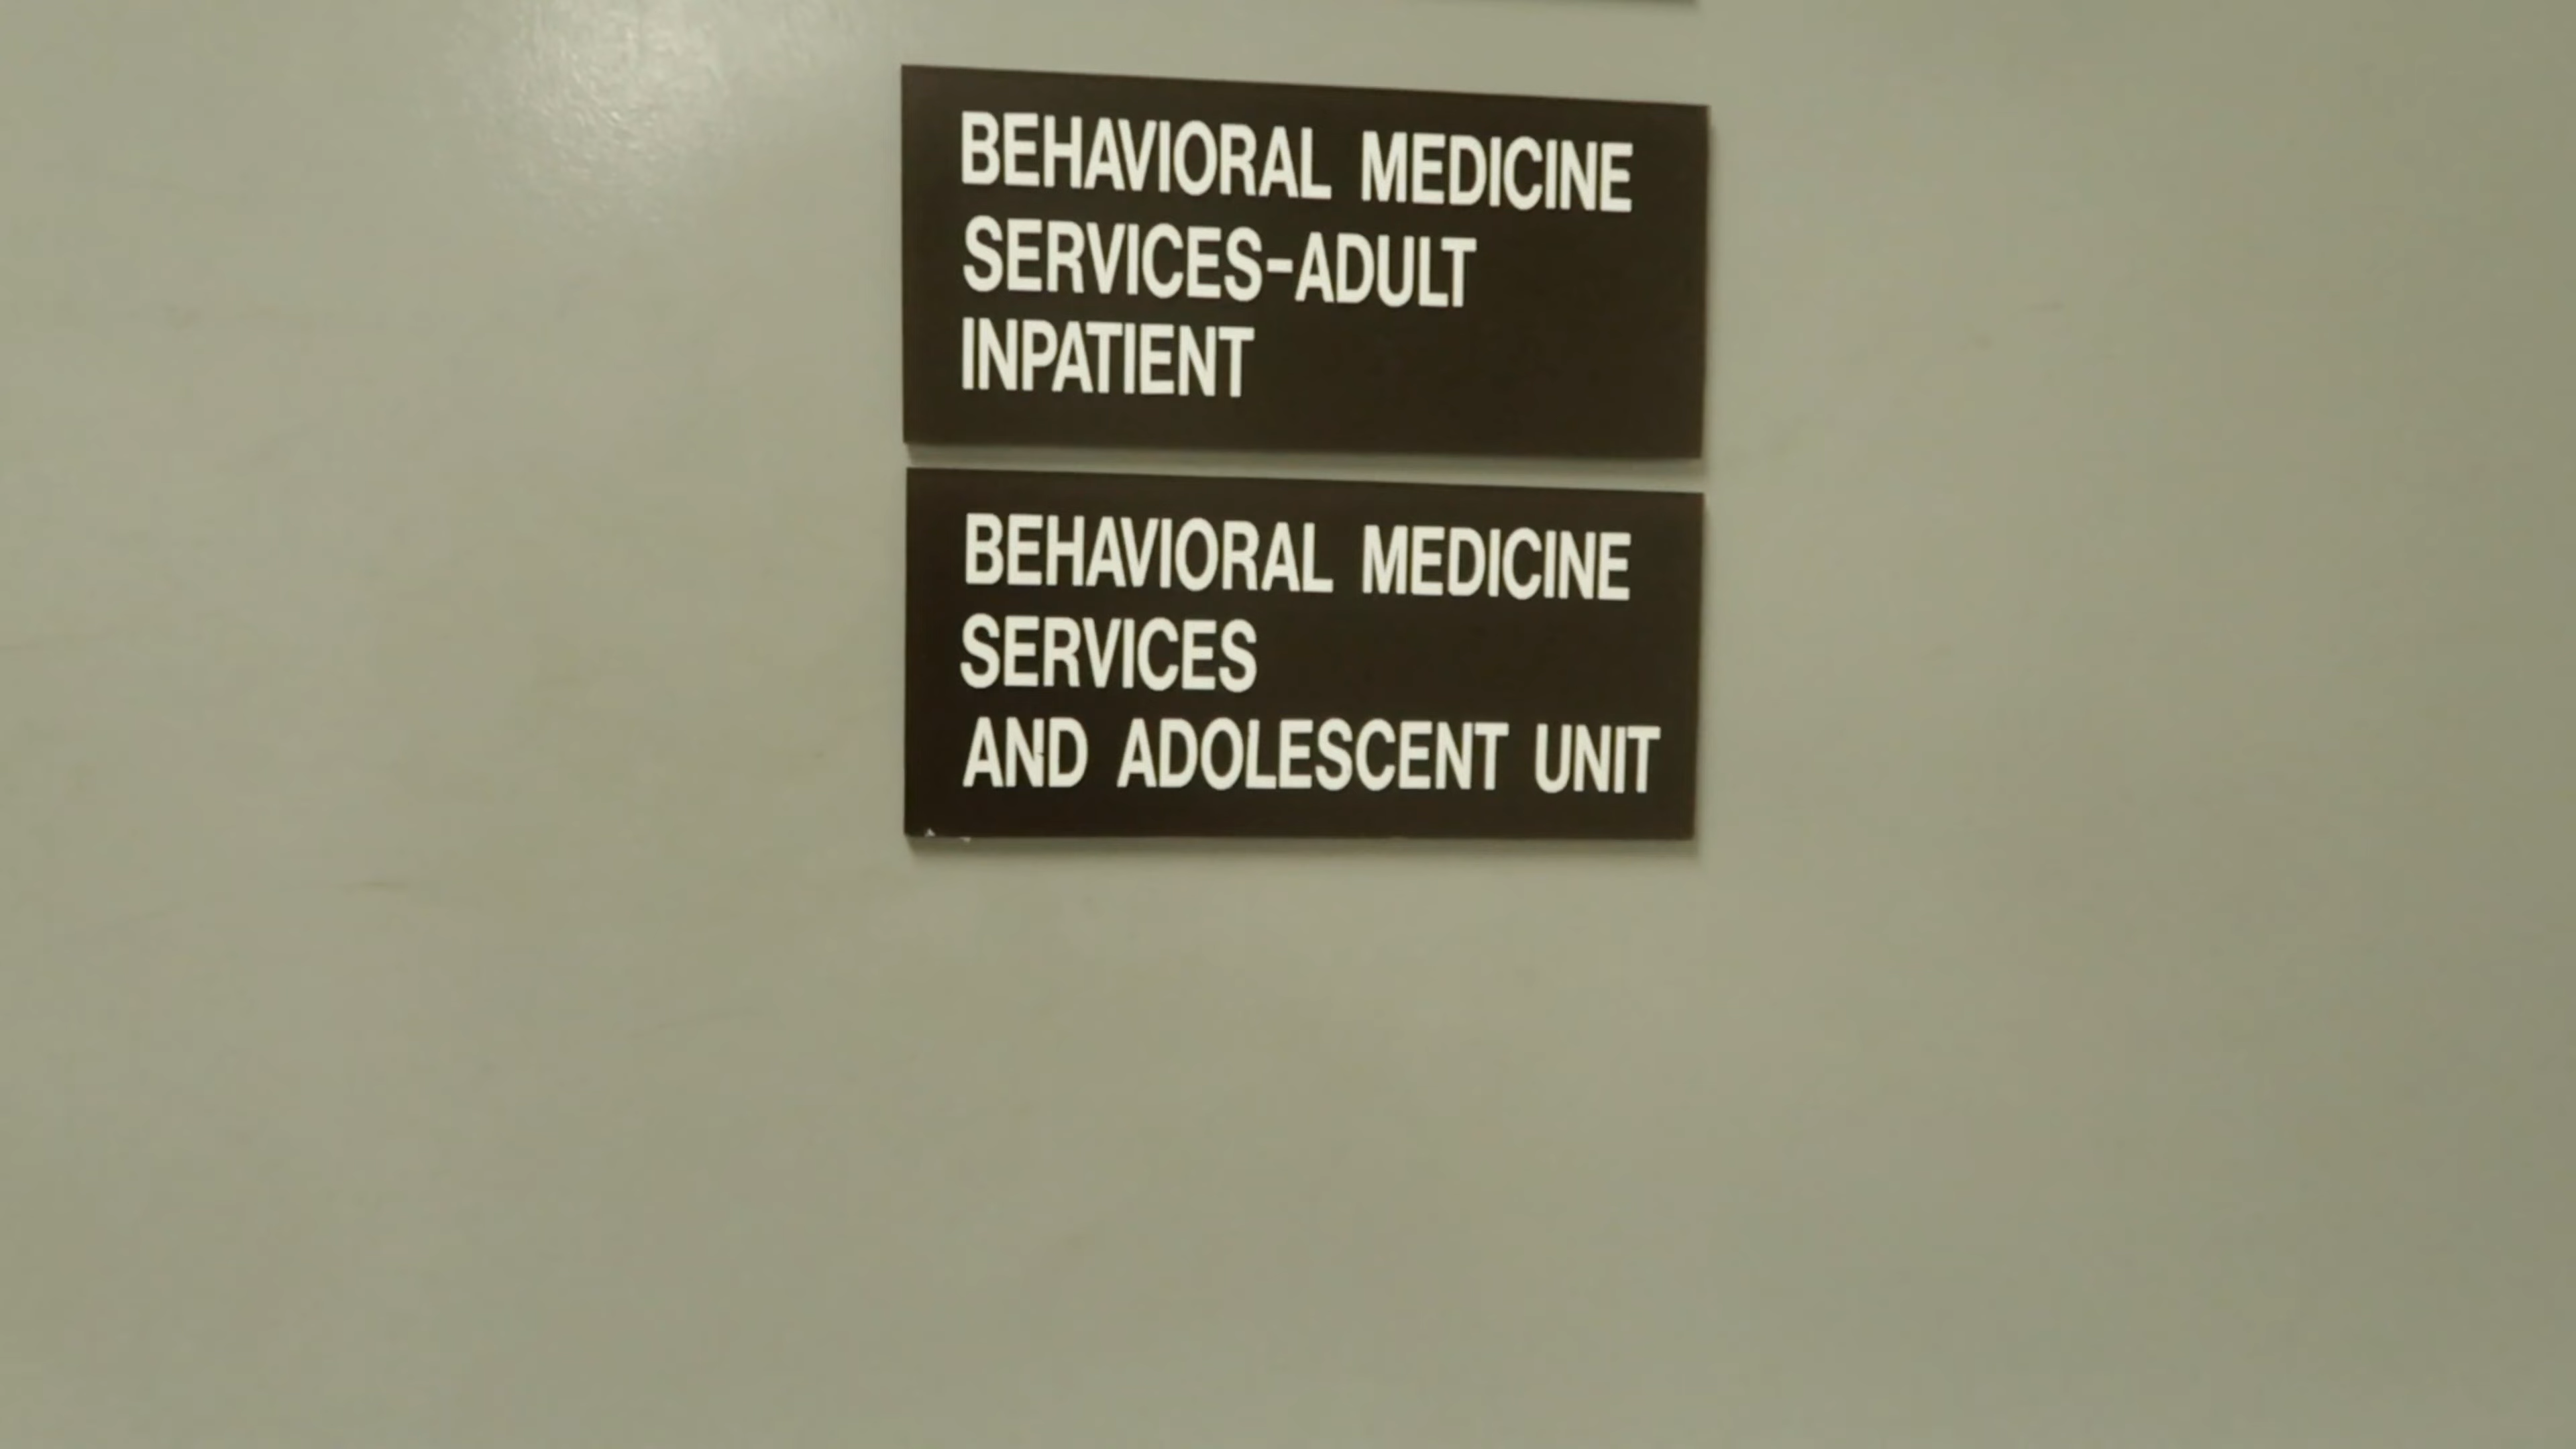 BEHAVIORAL MEDICINE
SERVICES-ADULT
INPATIENT
BEHAVIORAL MEDICINE
SERVICES
AND ADOLESCENT UNIT